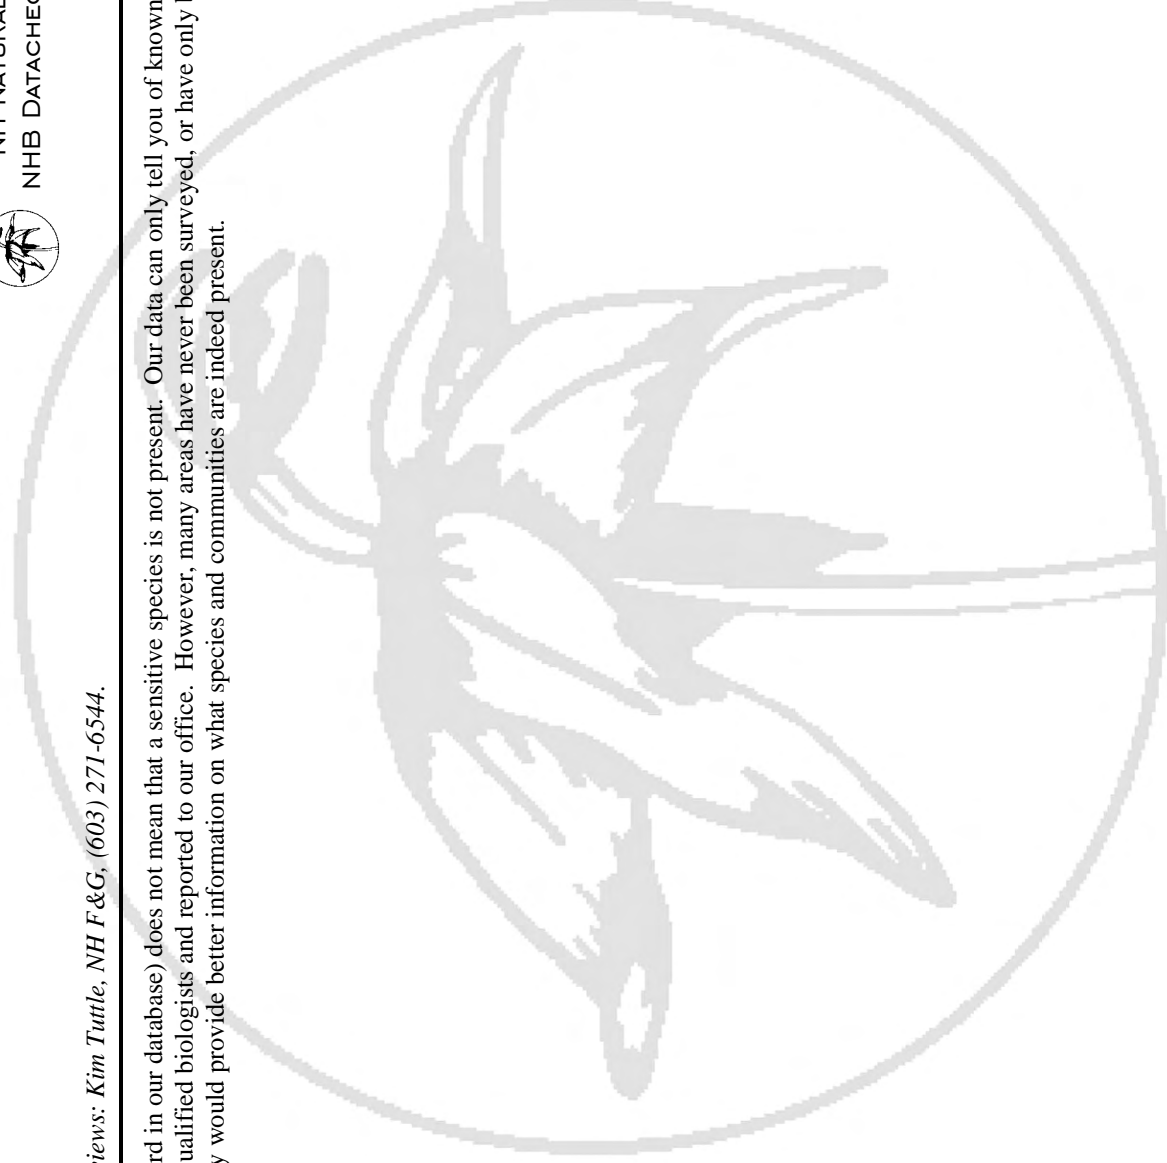 NHB DATACHEC
iews: Kim Tuttle, NH F&G, (603) 271-6544.
rd in our database) does not mean that a sensitive species is not present. Our data can only tell you of known
ualified biologists and reported to our office. However, many areas have never been surveyed, or have only
y would provide better information on what species and communities are indeed present.